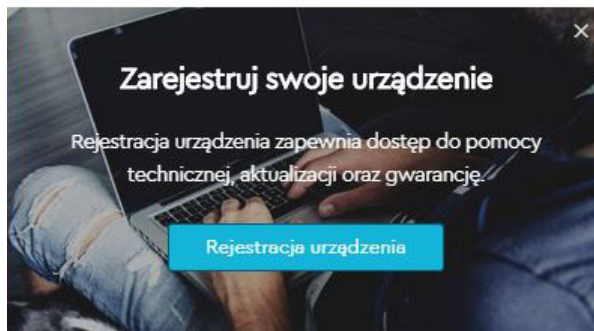 Zarejestruj swoje urządzenie
Rejestracja urządzenia zapewnia dostęp do pomocy
technicznej, aktualizacji oraz gwarancję.
Rejestracja urządzenia